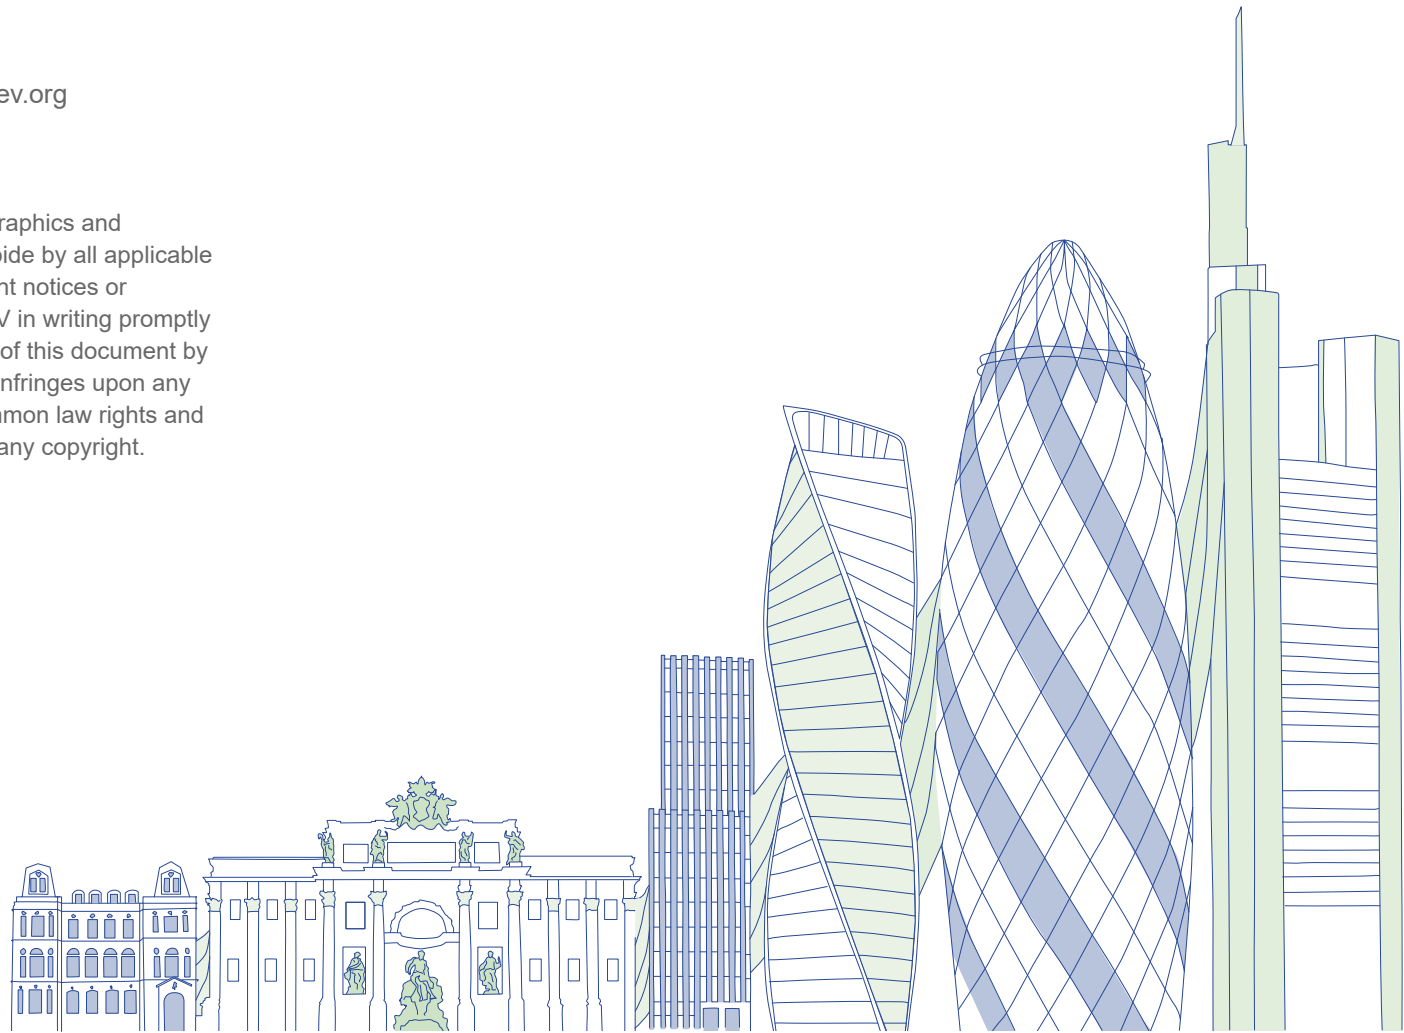 ev.org
raphics and
bide by all applicable
nt notices or
V in writing promptly
of this document by
nfringes upon any
mmon law rights and
any copyright.